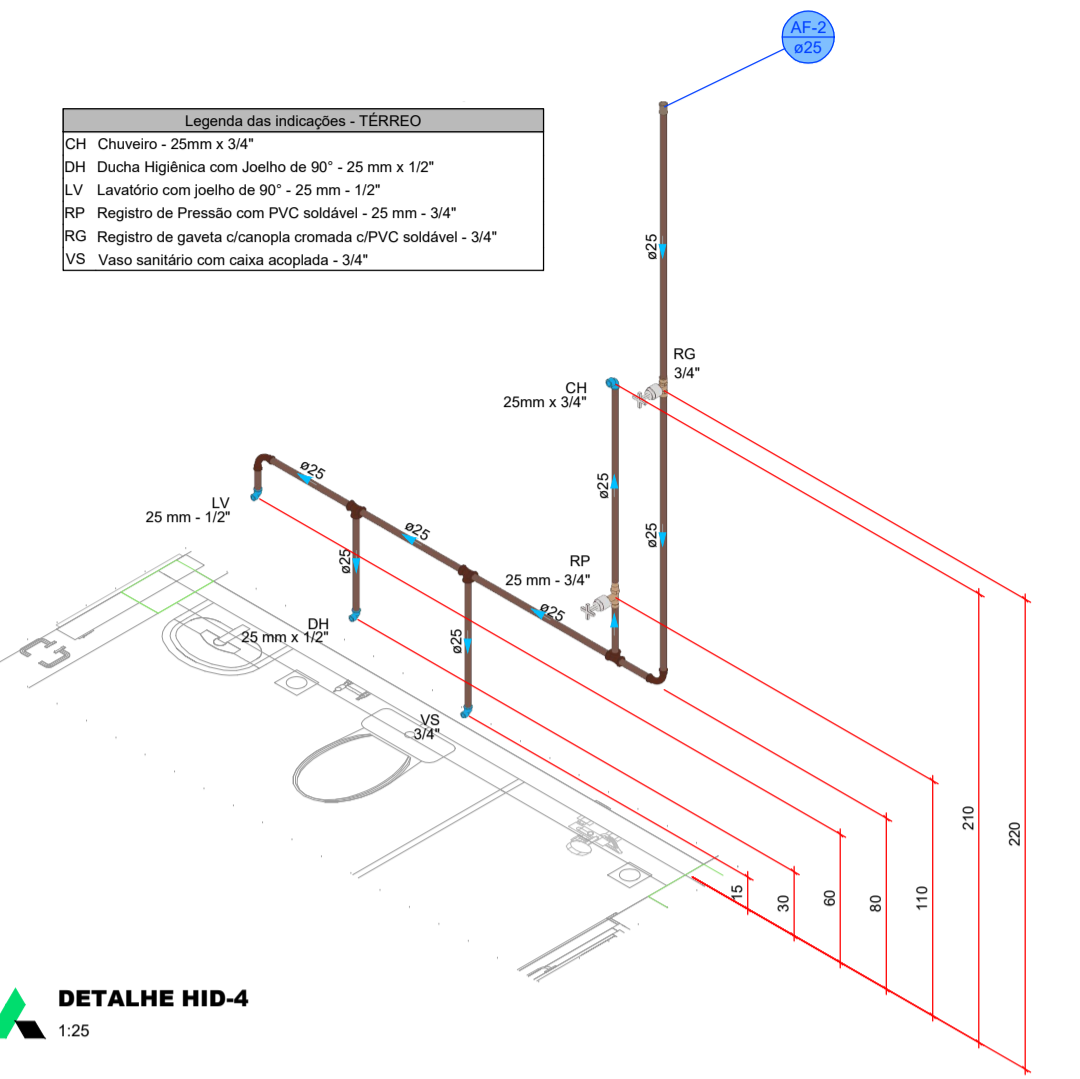 AF-2
ø25
Legenda das indicações - TÉRREO
CH Chuveiro - 25mm x 3/4"
DH Ducha Higiênica com Joelho de 90° - 25 mm x 1/2"
LV Lavatório com joelho de 90° - 25 mm - 1/2"
RP Registro de Pressão com PVC soldável - 25 mm - 3/4"
RG Registro de gaveta c/canopla cromada c/PVC soldável - 3/4"
VS Vaso sanitário com caixa acoplada - 3/4"
ø25
RG
3/4"
CH
25mm x 3/4"
ø25
ø25
LV
25 mm - 1/2"
ø25
ø25
ø25
RP
25 mm - 3/4"
ø25
DH
25 mm x 1/2"
ø25
VS
3/4"
15
30
60
80
110
210
220
DETALHE HID-4
1:25